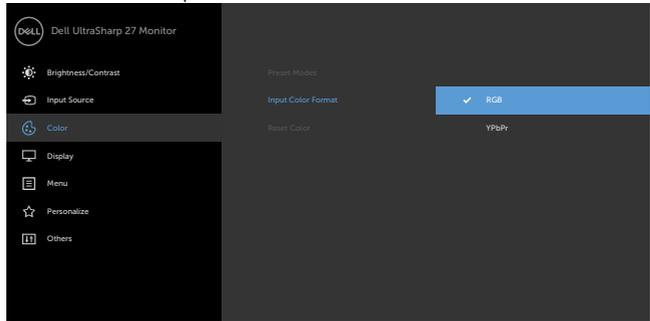 DELL Dell UltraSharp 27 Monitor
Brightness/Contrast Preset Modes
Input Source Input Color Format RGB
Color Reset Color YPbPr
Display
Menu
Personalize
Others